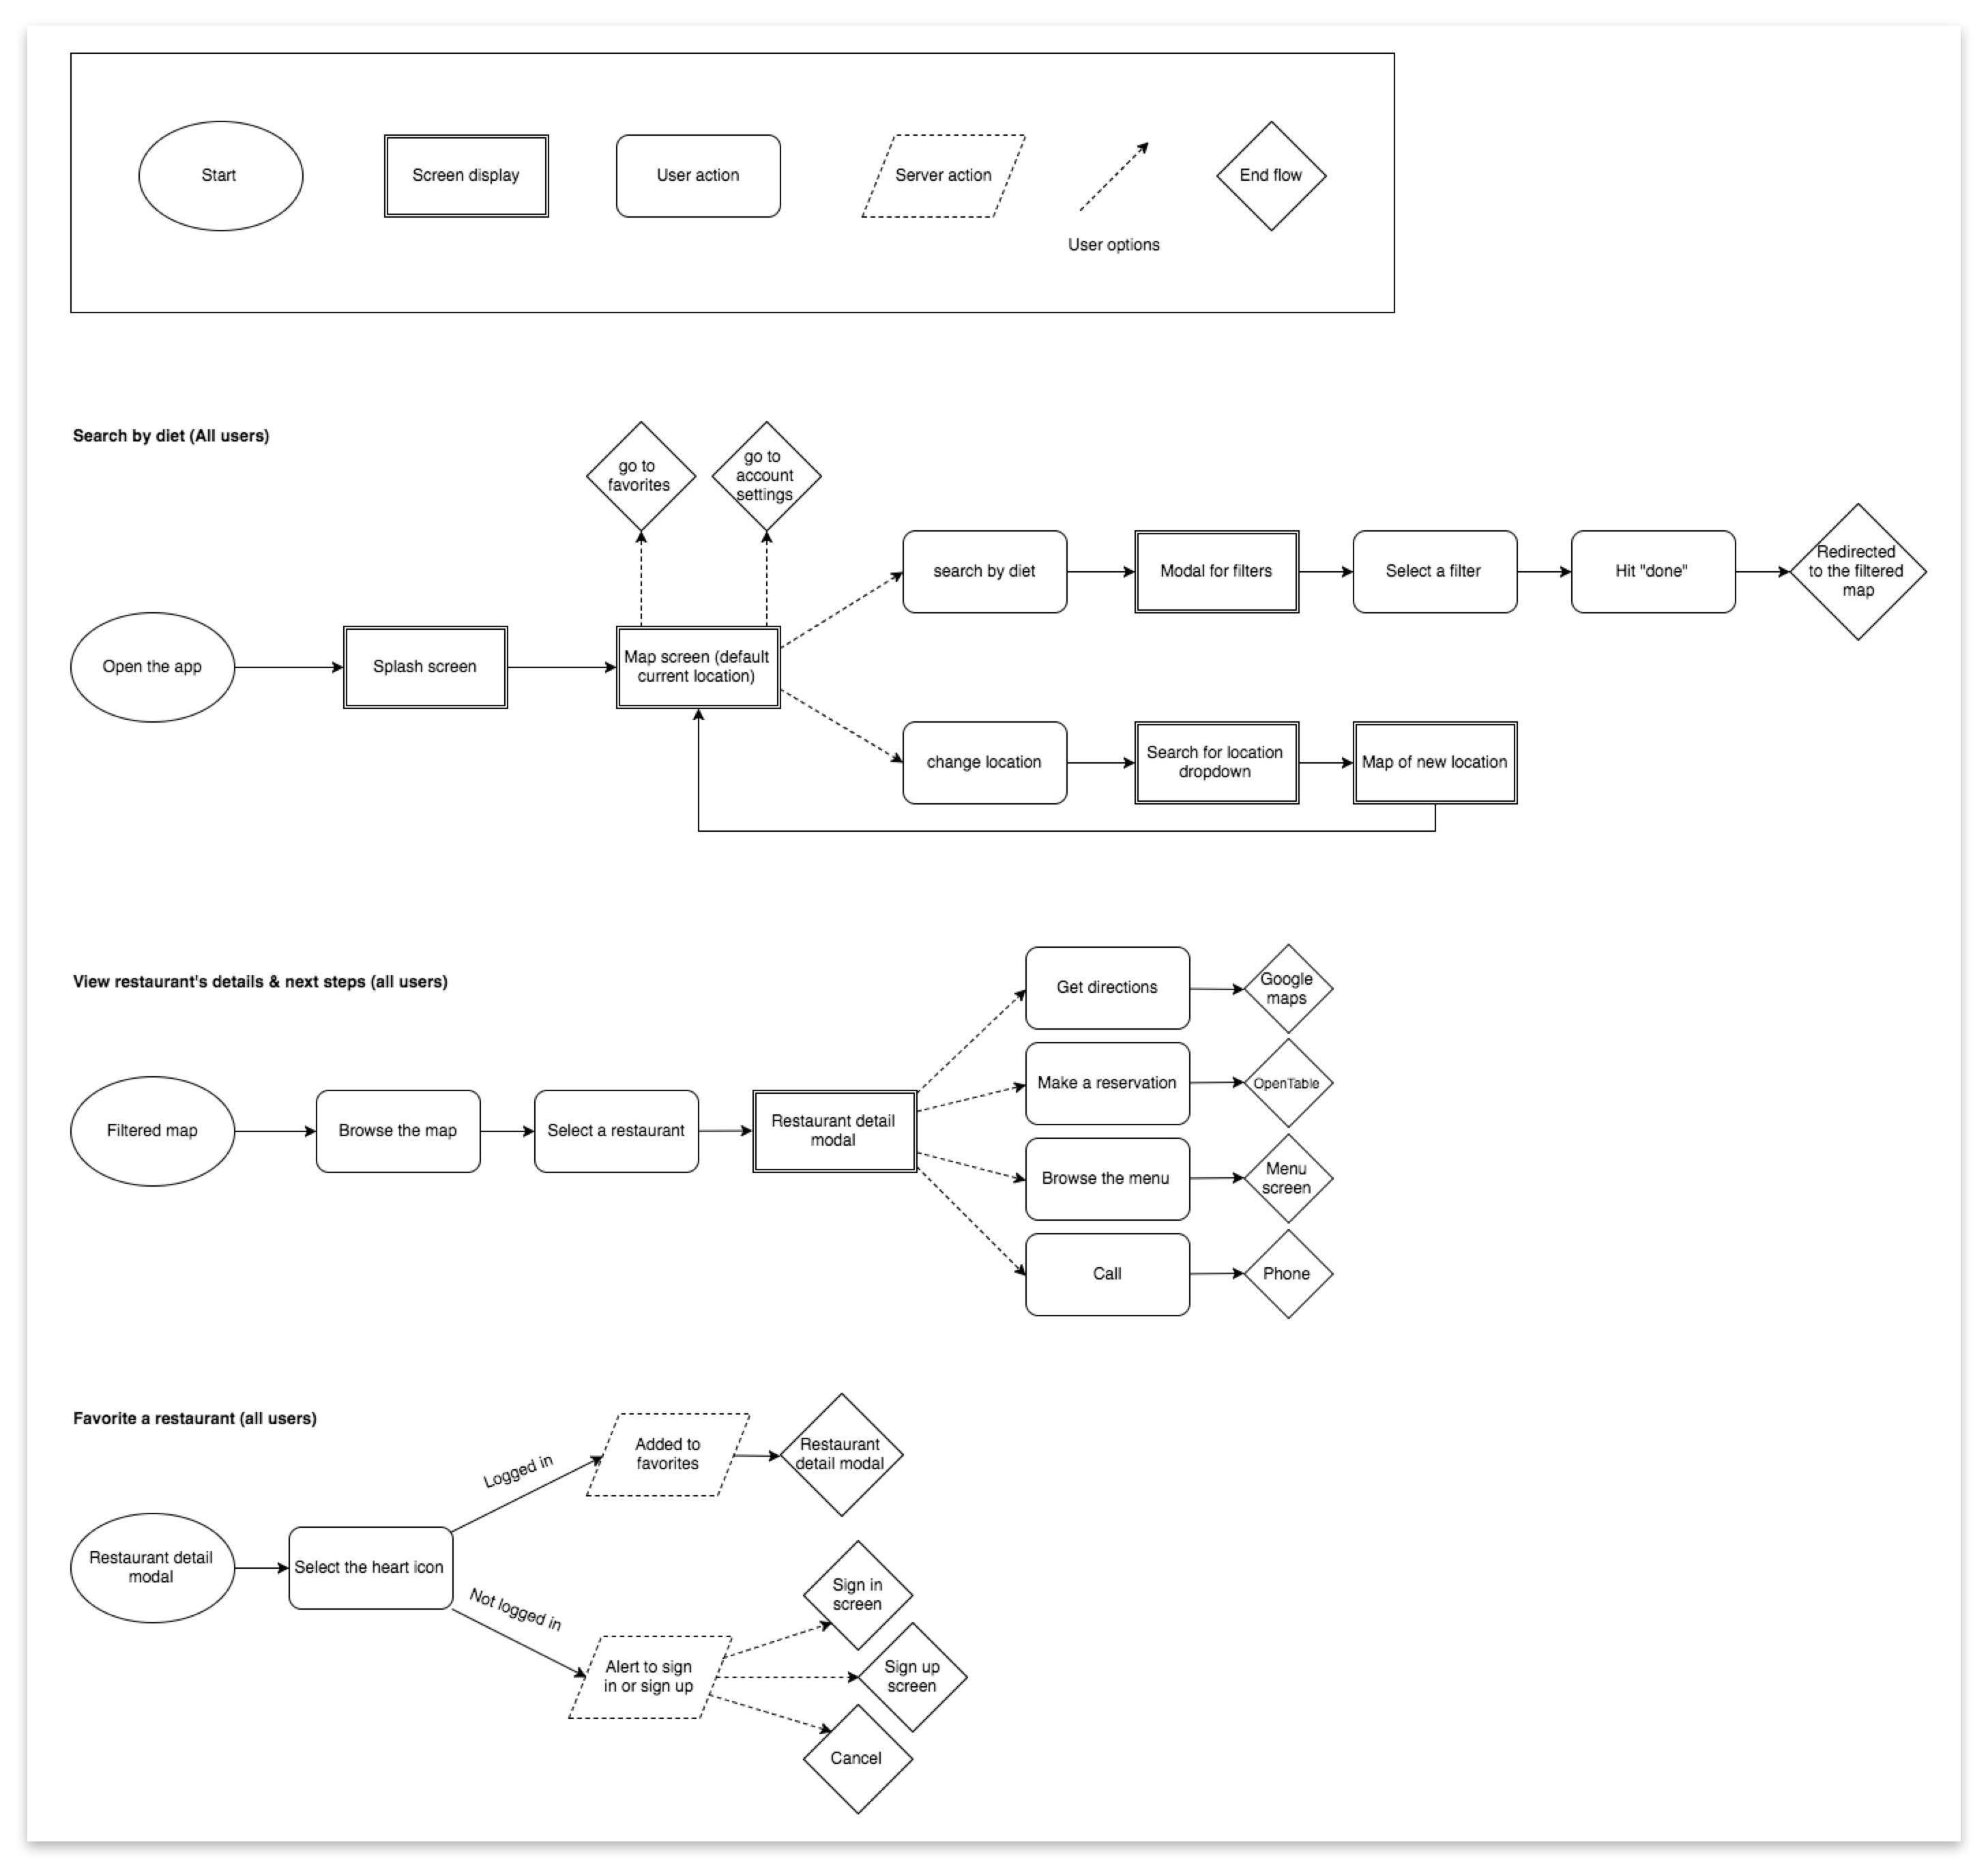 Start
Screen display
User action
Server action
User options
End flow
Search by diet (All users)
go to
favorites
go to
account
settings
Open the app
Splash screen
Map screen (default
current location)
search by diet
Modal for filters
Select a filter
Hit "done"
Redirected
to the filtered
map
change location
Search for location
dropdown
Map of new location
View restaurant's details & next steps (all users)
Filtered map
Browse the map
Select a restaurant
Restaurant detail
modal
Get directions
Google
maps
Make a reservation
OpenTable
Browse the menu
Menu
screen
Call
Phone
Favorite a restaurant (all users)
Restaurant detail
modal
Select the heart icon
Logged in
Added to
favorites
Restaurant
detail modal
Not logged in
Alert to sign
in or sign up
Sign in
screen
Sign up
screen
Cancel